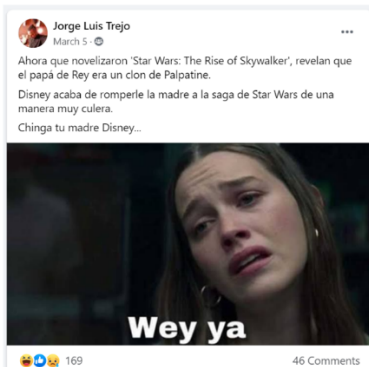 Jorge Luis Trejo
March 5 ·
Ahora que novelizaron 'Star Wars: The Rise of Skywalker', revelan que
el papá de Rey era un clon de Palpatine.
Disney acaba de romperle la madre a la saga de Star Wars de una
manera muy culera.
Chinga tu madre Disney...
Wey ya
169
46 Comments